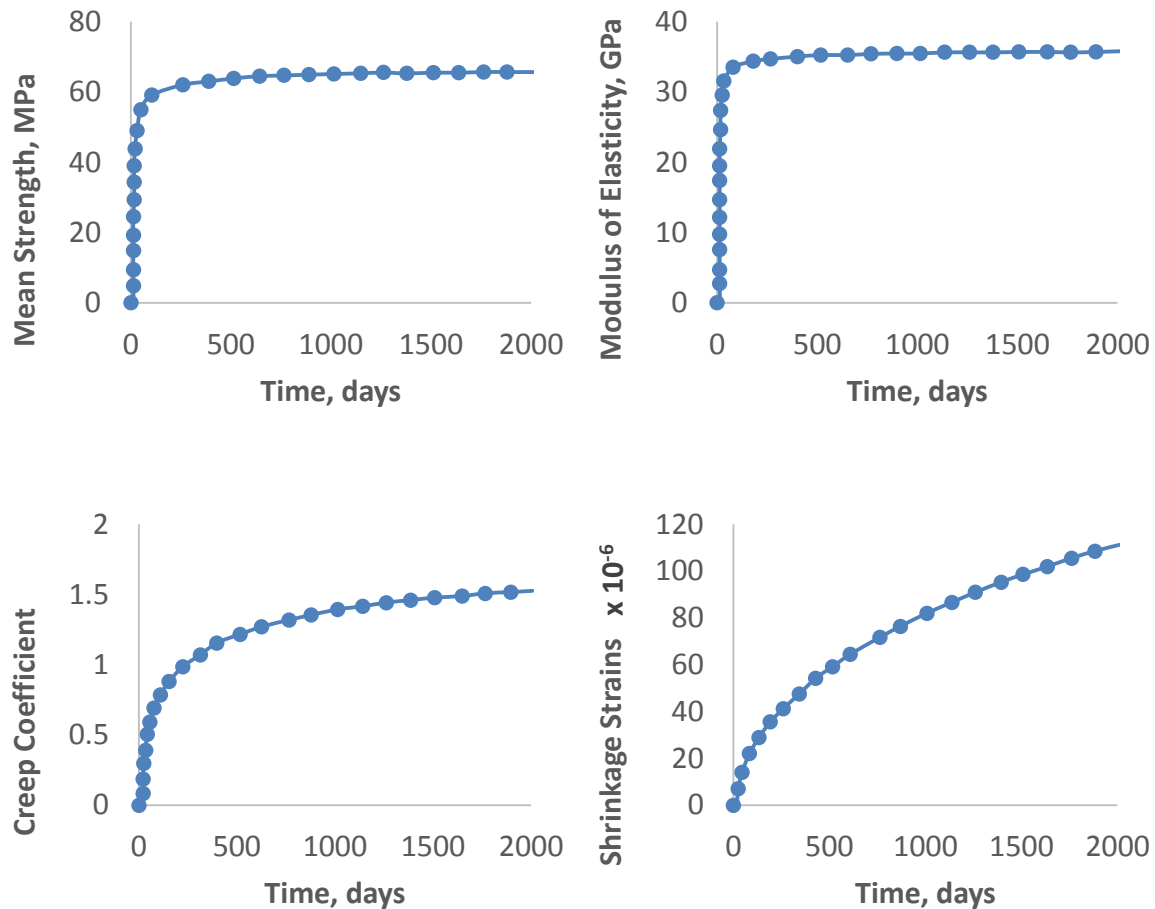 Mean Strength, MPa
80
60
40
20
0
0 500 1000 1500 2000
Time, days
Modulus of Elasticity, GPa
40
30
20
10
0
0 500 1000 1500 2000
Time, days
Creep Coefficient
2
1.5
1
0.5
0
0 500 1000 1500 2000
Time, days
Shrinkage Strains x 10⁻⁶
120
100
80
60
40
20
0
0 500 1000 1500 2000
Time, days